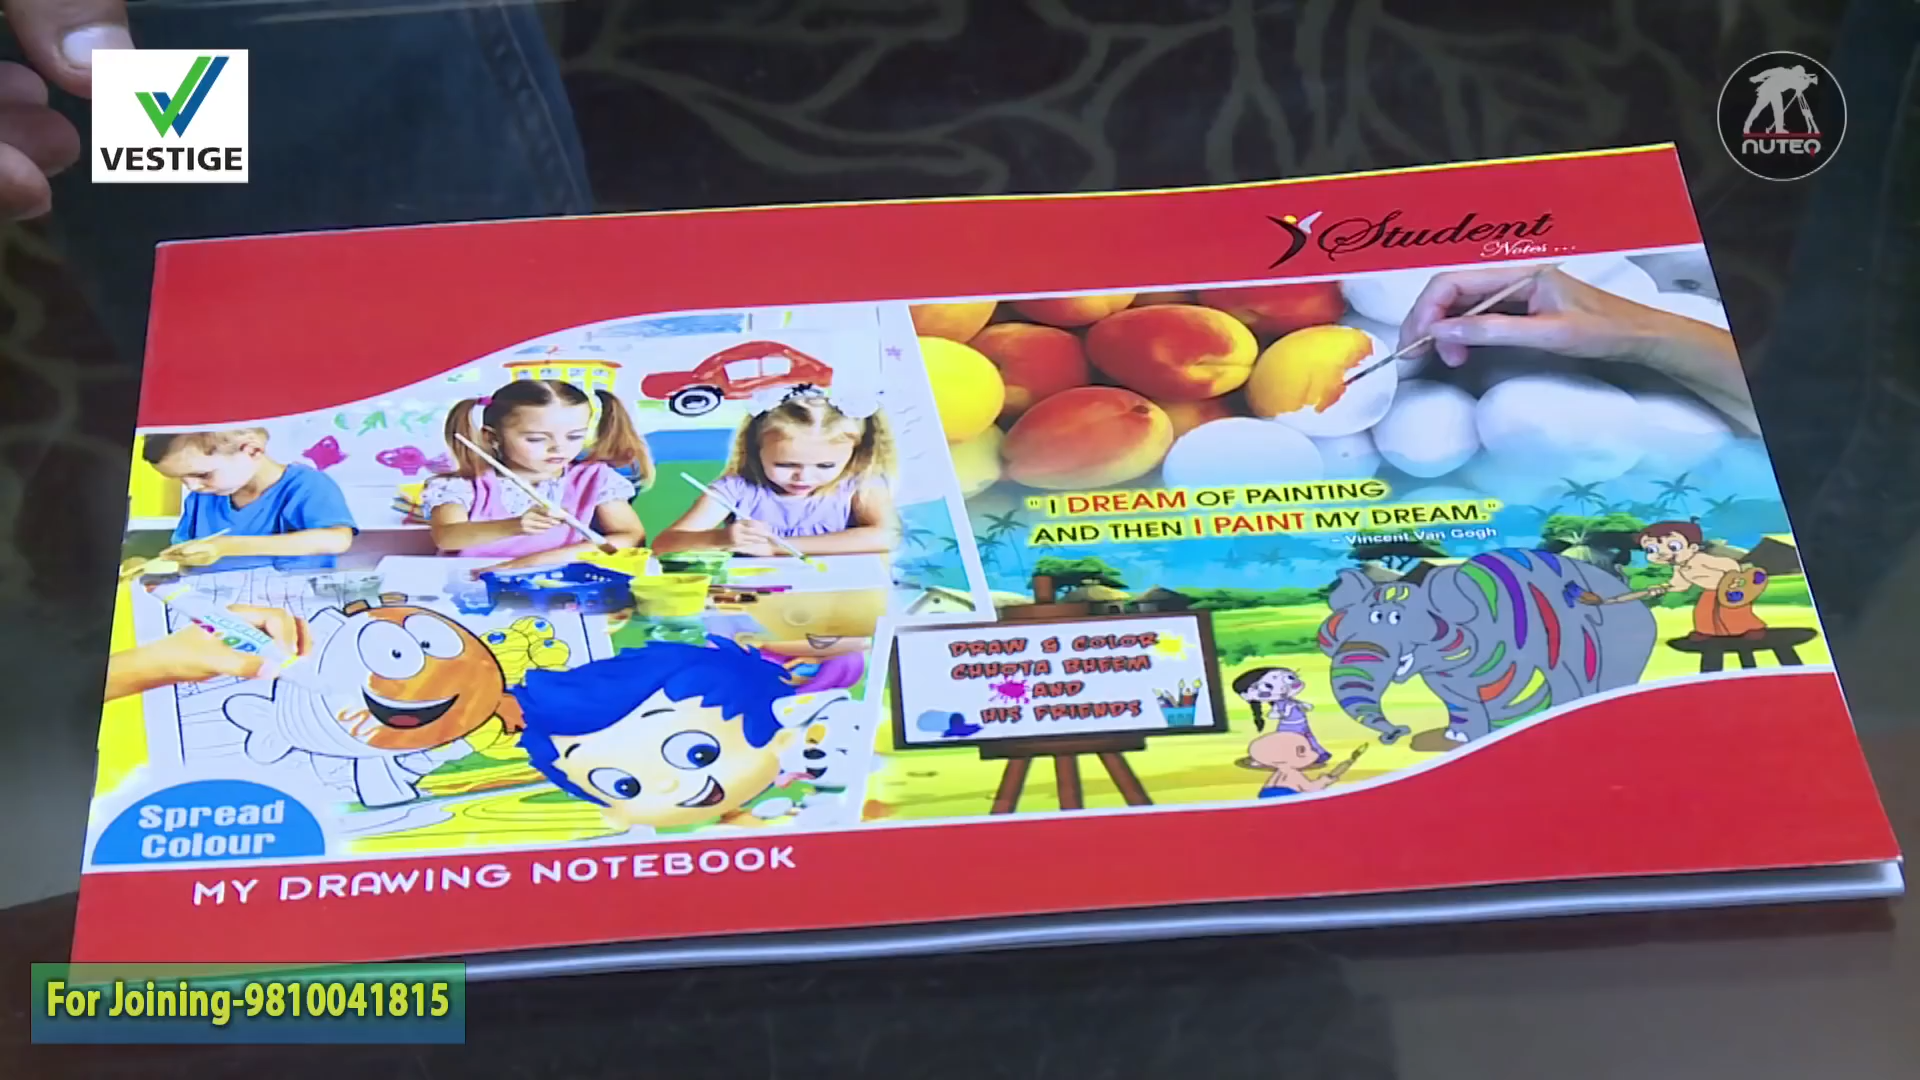 VESTIGE
NUTEQ
Student
Notes ...
" I DREAM OF PAINTING
AND THEN I PAINT MY DREAM."
- Vincent Van Gogh
DRAW & COLOR
CHHOTA BHEEM
AND
HIS FRIENDS
Spread
Colour
MY DRAWING NOTEBOOK
For Joining-9810041815